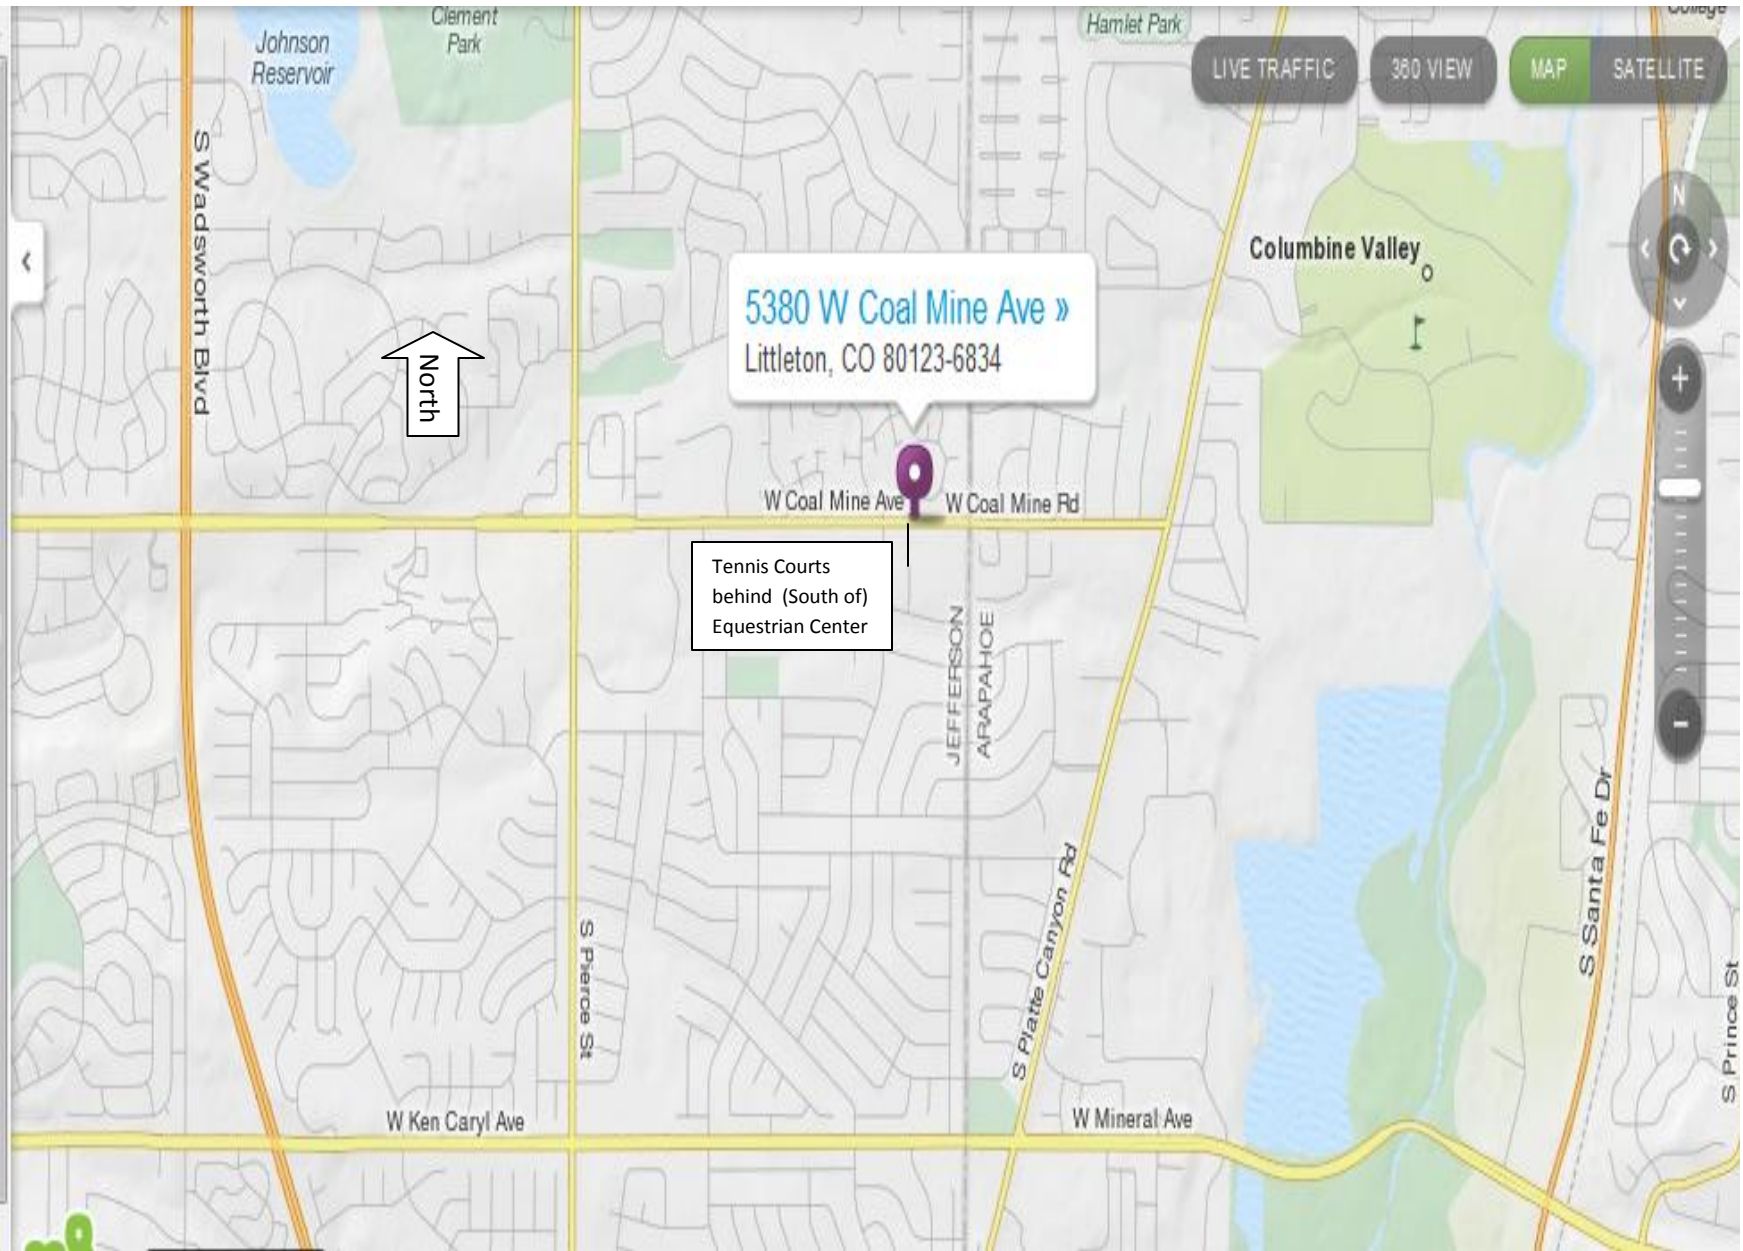 Clement
Park
Hamlet Park
College
Johnson
Reservoir
LIVE TRAFFIC
360 VIEW
MAP
SATELLITE
S Wadsworth Blvd
N
Columbine Valley
5380 W Coal Mine Ave »
Littleton, CO 80123-6834
North
W Coal Mine Ave
W Coal Mine Rd
Tennis Courts
behind (South of)
Equestrian Center
JEFFERSON
ARAPAHOE
S Platte Canyon Rd
S Santa Fe Dr
S Pierce St
S Prince St
W Ken Caryl Ave
W Mineral Ave